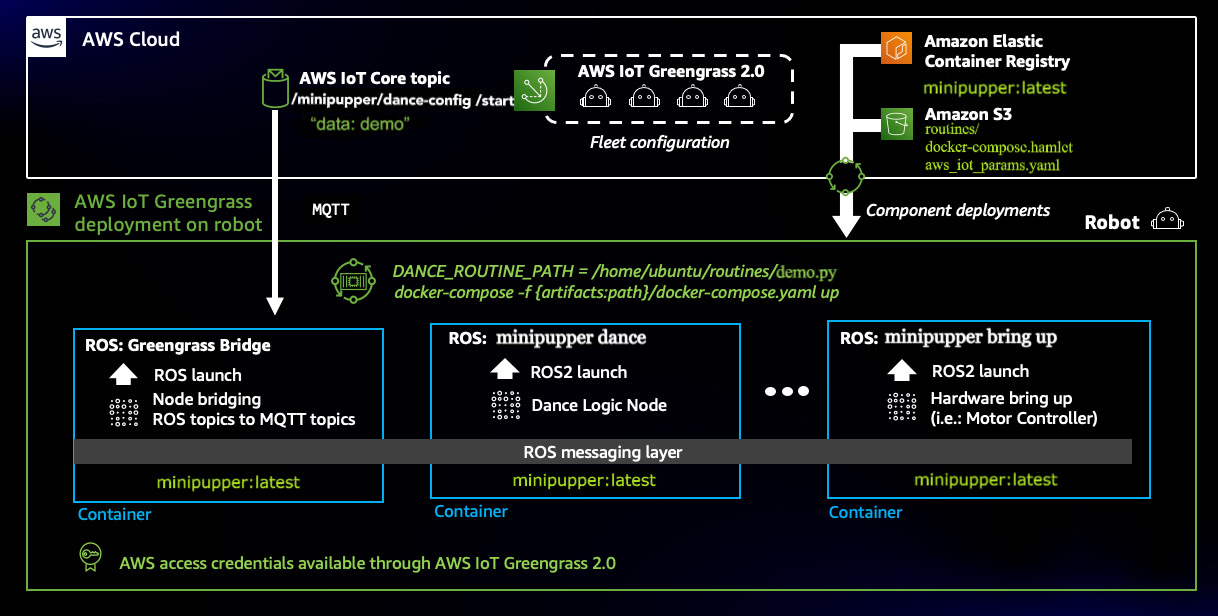 aws
AWS Cloud
AWS IoT Core topic
/minipupper/dance-config /start
“data: demo”
AWS IoT Greengrass 2.0
Fleet configuration
Amazon Elastic
Container Registry
minipupper:latest
Amazon S3
routines/
docker-compose.hamlet
aws_iot_params.yaml
AWS IoT Greengrass
deployment on robot
MQTT
Component deployments
Robot
DANCE_ROUTINE_PATH = /home/ubuntu/routines/demo.py
docker-compose -f {artifacts:path}/docker-compose.yaml up
ROS: Greengrass Bridge
ROS launch
Node bridging
ROS topics to MQTT topics
ROS: minipupper dance
ROS2 launch
Dance Logic Node
ROS: minipupper bring up
ROS2 launch
Hardware bring up
(i.e.: Motor Controller)
ROS messaging layer
minipupper:latest
minipupper:latest
minipupper:latest
Container
Container
Container
AWS access credentials available through AWS IoT Greengrass 2.0